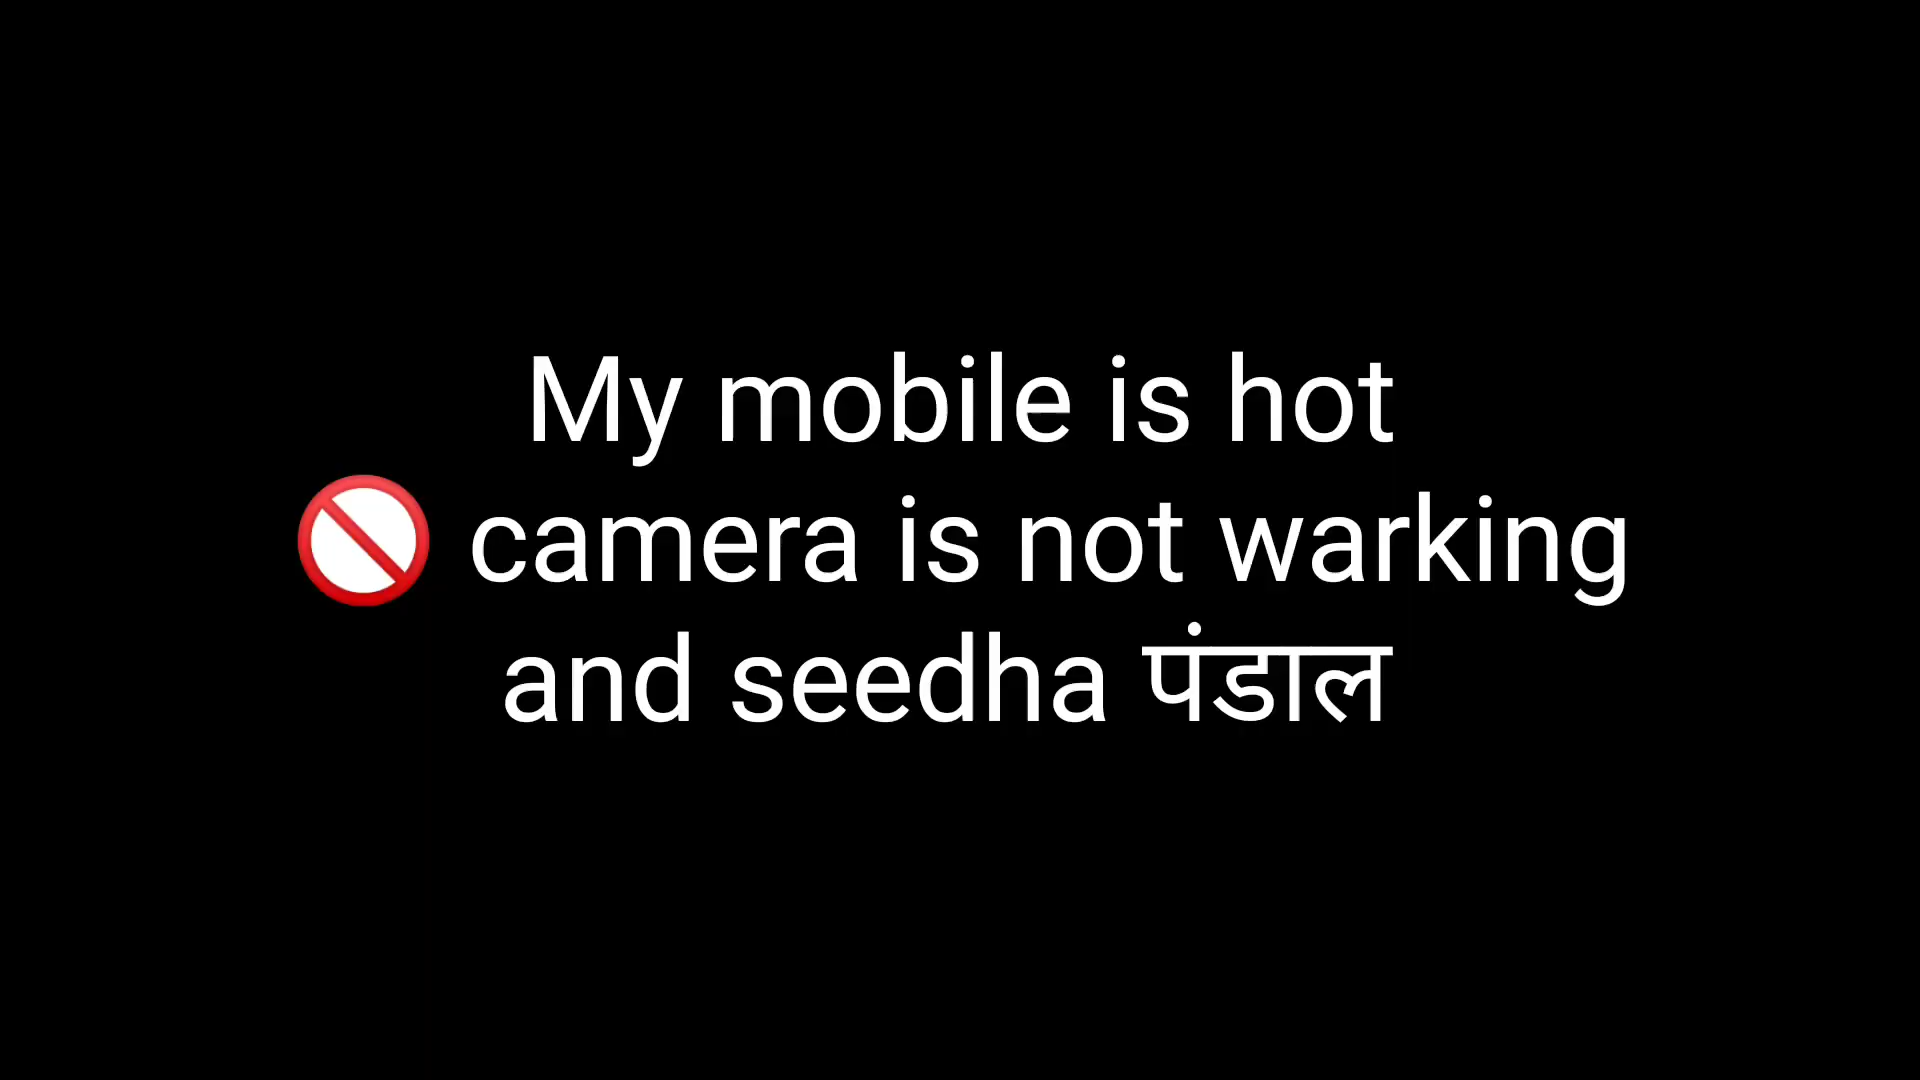 My mobile is hot
🚫 camera is not warking
and seedha पंडाल